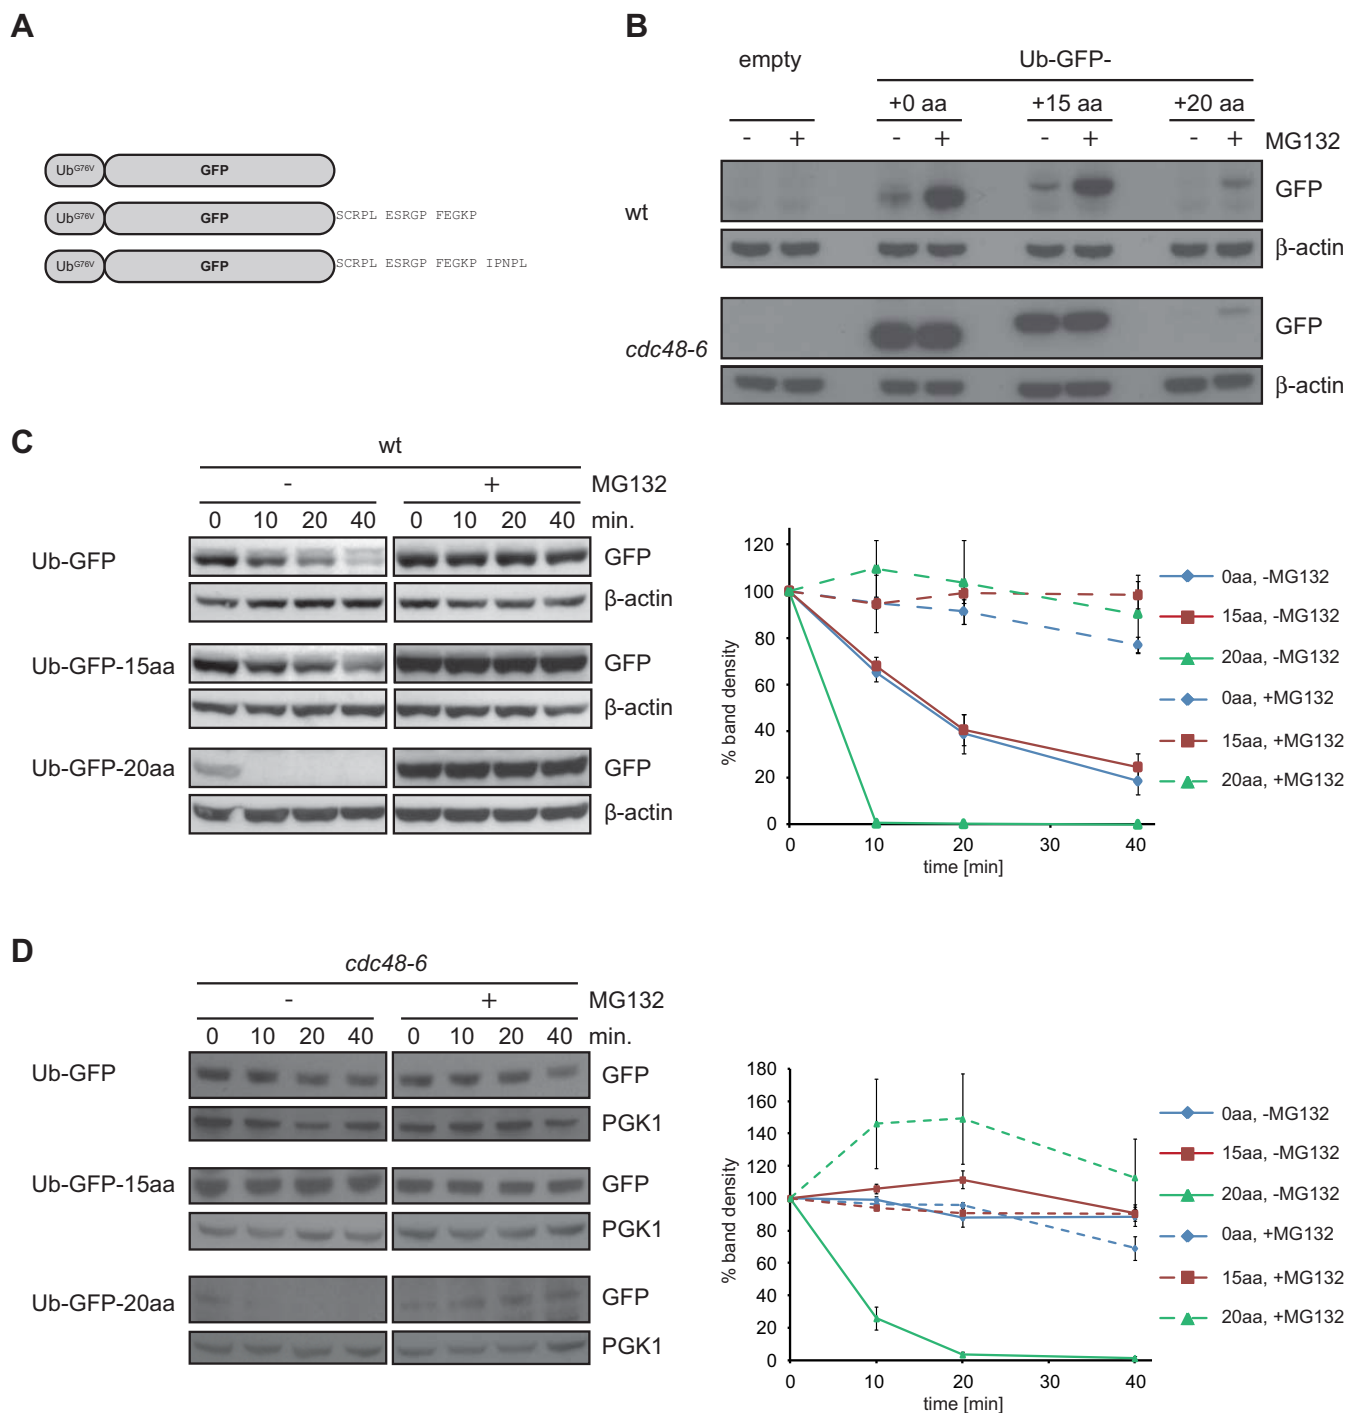 A
Ub^G76V GFP
Ub^G76V GFP SCRPL ESRGP FEGKP
Ub^G76V GFP SCRPL ESRGP FEGKP IPNPL
B
empty Ub-GFP-
+0 aa +15 aa +20 aa
- + - + - + - + MG132
wt GFP
β-actin
cdc48-6 GFP
β-actin
C
wt
- + MG132
0 10 20 40 0 10 20 40 min.
Ub-GFP GFP
β-actin
Ub-GFP-15aa GFP
β-actin
Ub-GFP-20aa GFP
β-actin
% band density
120
100
80
60
40
20
0
0 10 20 30 40
time [min]
0aa, -MG132
15aa, -MG132
20aa, -MG132
0aa, +MG132
15aa, +MG132
20aa, +MG132
D
cdc48-6
- + MG132
0 10 20 40 0 10 20 40 min.
Ub-GFP GFP
PGK1
Ub-GFP-15aa GFP
PGK1
Ub-GFP-20aa GFP
PGK1
% band density
180
160
140
120
100
80
60
40
20
0
0 10 20 30 40
time [min]
0aa, -MG132
15aa, -MG132
20aa, -MG132
0aa, +MG132
15aa, +MG132
20aa, +MG132